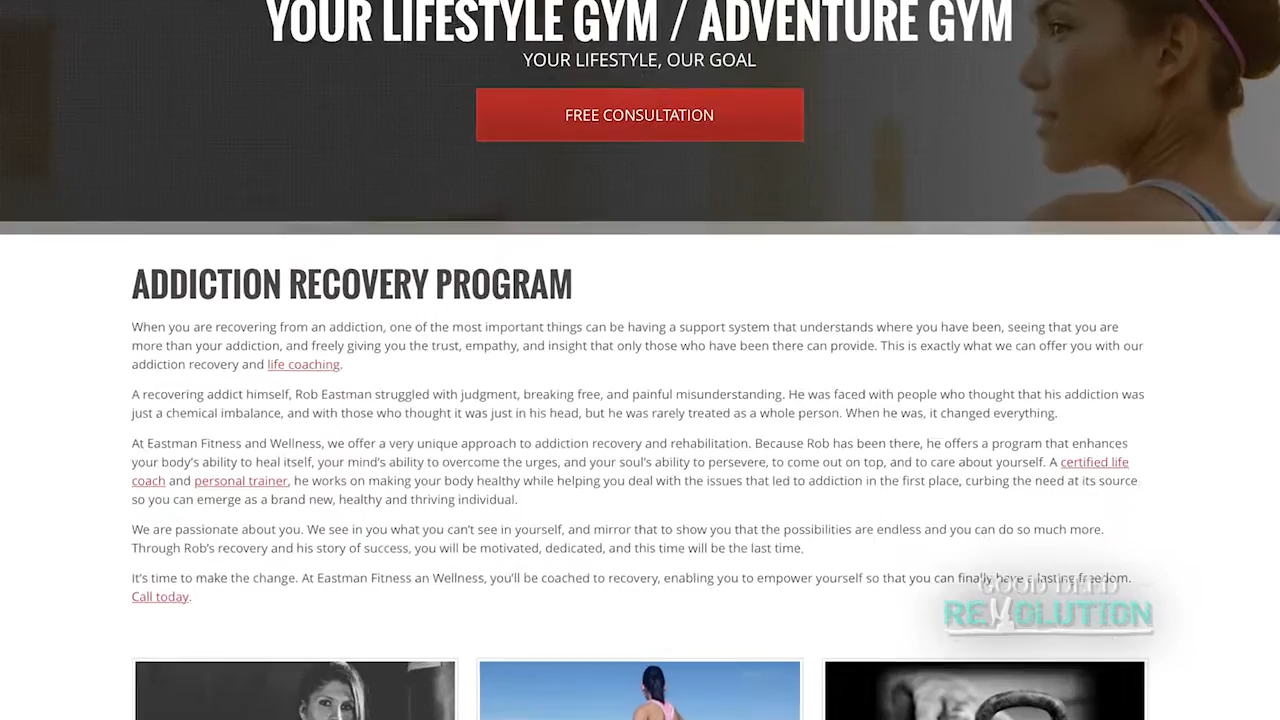 YOUR LIFESTYLE GYM / ADVENTURE GYM
YOUR LIFESTYLE, OUR GOAL
FREE CONSULTATION
ADDICTION RECOVERY PROGRAM
When you are recovering from an addiction, one of the most important things can be having a support system that understands where you have been, seeing that you are
more than your addiction, and freely giving you the trust, empathy, and insight that only those who have been there can provide. This is exactly what we can offer you with our
addiction recovery and life coaching.
A recovering addict himself, Rob Eastman struggled with judgment, breaking free, and painful misunderstanding. He was faced with people who thought that his addiction was
just a chemical imbalance, and with those who thought it was just in his head, but he was rarely treated as a whole person. When he was, it changed everything.
At Eastman Fitness and Wellness, we offer a very unique approach to addiction recovery and rehabilitation. Because Rob has been there, he offers a program that enhances
your body's ability to heal itself, your mind's ability to overcome the urges, and your soul's ability to persevere, to come out on top, and to care about yourself. A certified life
coach and personal trainer, he works on making your body healthy while helping you deal with the issues that led to addiction in the first place, curbing the need at its source
so you can emerge as a brand new, healthy and thriving individual.
We are passionate about you. We see in you what you can't see in yourself, and mirror that to show you that the possibilities are endless and you can do so much more.
Through Rob's recovery and his story of success, you will be motivated, dedicated, and this time will be the last time.
It's time to make the change. At Eastman Fitness an Wellness, you'll be coached to recovery, enabling you to empower yourself so that you can finally have a lasting freedom.
Call today.
GOOD DEED
REVOLUTION